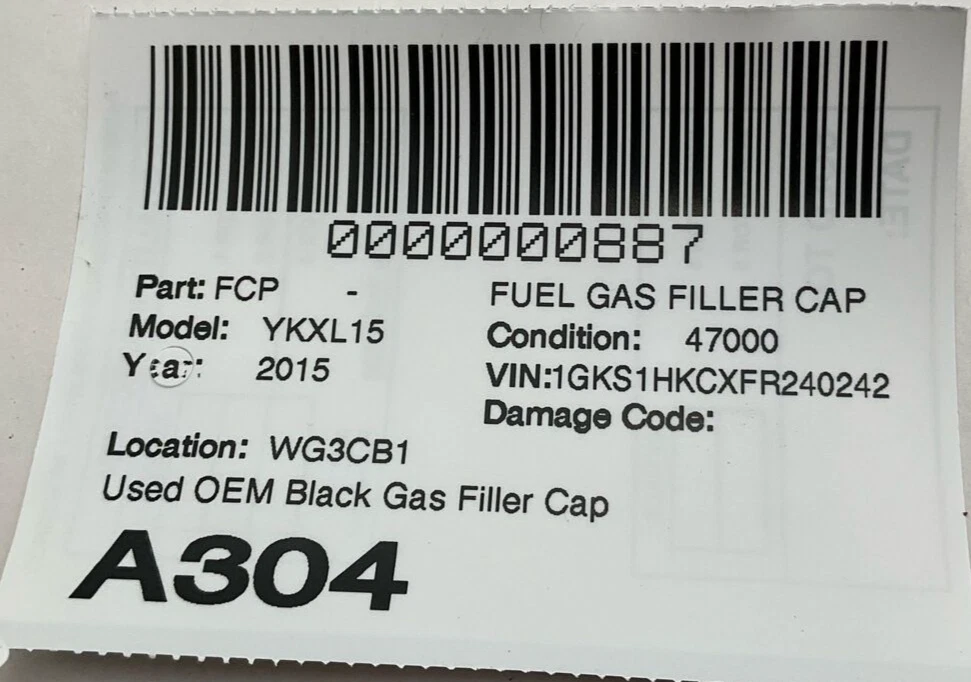 0000000887
Part: FCP - FUEL GAS FILLER CAP
Model: YKXL15 Condition: 47000
Year: 2015 VIN:1GKS1HKCXFR240242
Damage Code:
Location: WG3CB1
Used OEM Black Gas Filler Cap
A304